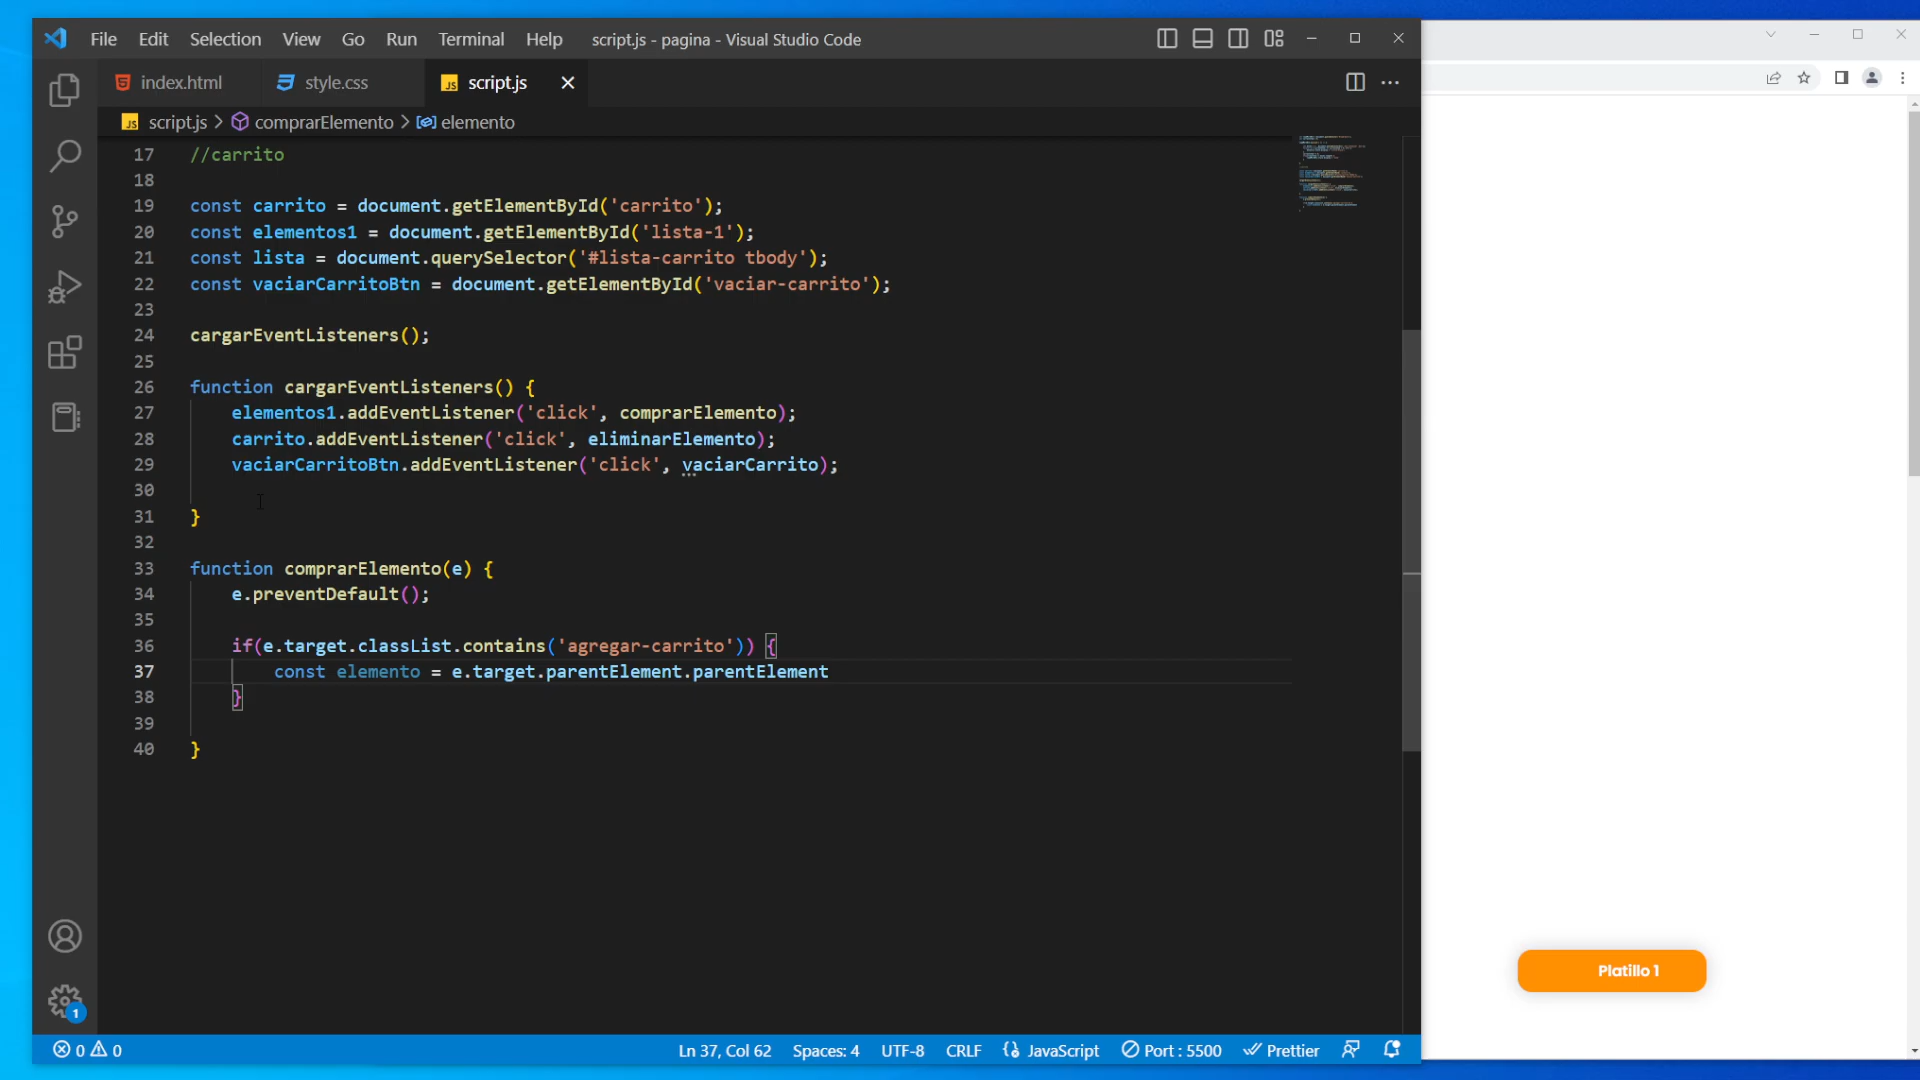 File Edit Selection View Go Run Terminal Help script.js - pagina - Visual Studio Code
index.html style.css JS script.js
JS script.js > comprarElemento > elemento
17 //carrito
18
19 const carrito = document.getElementById('carrito');
20 const elementos1 = document.getElementById('lista-1');
21 const lista = document.querySelector('#lista-carrito tbody');
22 const vaciarCarritoBtn = document.getElementById('vaciar-carrito');
23
24 cargarEventListeners();
25
26 function cargarEventListeners() {
27 elementos1.addEventListener('click', comprarElemento);
28 carrito.addEventListener('click', eliminarElemento);
29 vaciarCarritoBtn.addEventListener('click', vaciarCarrito);
30
31 }
32
33 function comprarElemento(e) {
34 e.preventDefault();
35
36 if(e.target.classList.contains('agregar-carrito')) {
37 const elemento = e.target.parentElement.parentElement
38 }
39
40 }
Platillo 1
1
0 0 Ln 37, Col 62 Spaces: 4 UTF-8 CRLF JavaScript Port : 5500 Prettier